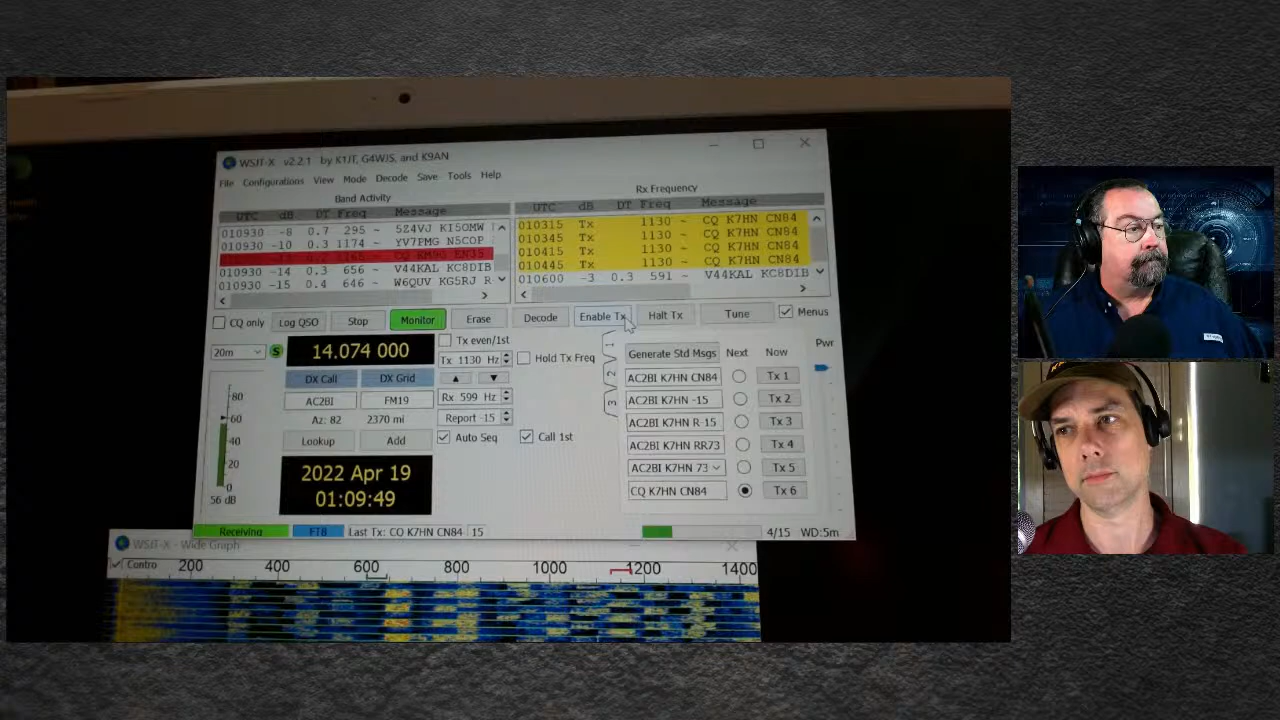 WSJT-X v2.2.1 by K1JT, G4WJS, and K9AN
File Configurations View Mode Decode Save Tools Help
Band Activity
UTC dB DT Freq Message
010930 -8 0.7 295 ~ 5Z4VJ KI5OMW
010930 -10 0.3 1174 ~ YV7PMG N5COP
010930 -14 0.3 656 ~ V44KAL KC8DIB
010930 -15 0.4 646 ~ W6QUV KG5RJ R
Rx Frequency
UTC dB DT Freq Message
010315 Tx 1130 ~ CQ K7HN CN84
010345 Tx 1130 ~ CQ K7HN CN84
010415 Tx 1130 ~ CQ K7HN CN84
010445 Tx 1130 ~ CQ K7HN CN84
010600 -3 0.3 591 ~ V44KAL KC8DIB
CQ only Log QSO Stop Monitor Erase Decode Enable Tx Halt Tx Tune Menus
20m S 14.074 000
Tx even/1st
Tx 1130 Hz Hold Tx Freq
DX Call DX Grid
AC2BI FM19
Rx 599 Hz
Az: 82 2370 mi
Report -15
Lookup Add
Auto Seq Call 1st
2022 Apr 19
01:09:49
80
60
40
20
0
56 dB
1
2
3
Generate Std Msgs Next Now
Pwr
AC2BI K7HN CN84 Tx 1
AC2BI K7HN -15 Tx 2
AC2BI K7HN R-15 Tx 3
AC2BI K7HN RR73 Tx 4
AC2BI K7HN 73 Tx 5
CQ K7HN CN84 Tx 6
Receiving FT8 Last Tx: CQ K7HN CN84 15 4/15 WD:5m
WSJT-X - Wide Graph
Contro 200 400 600 800 1000 1200 1400